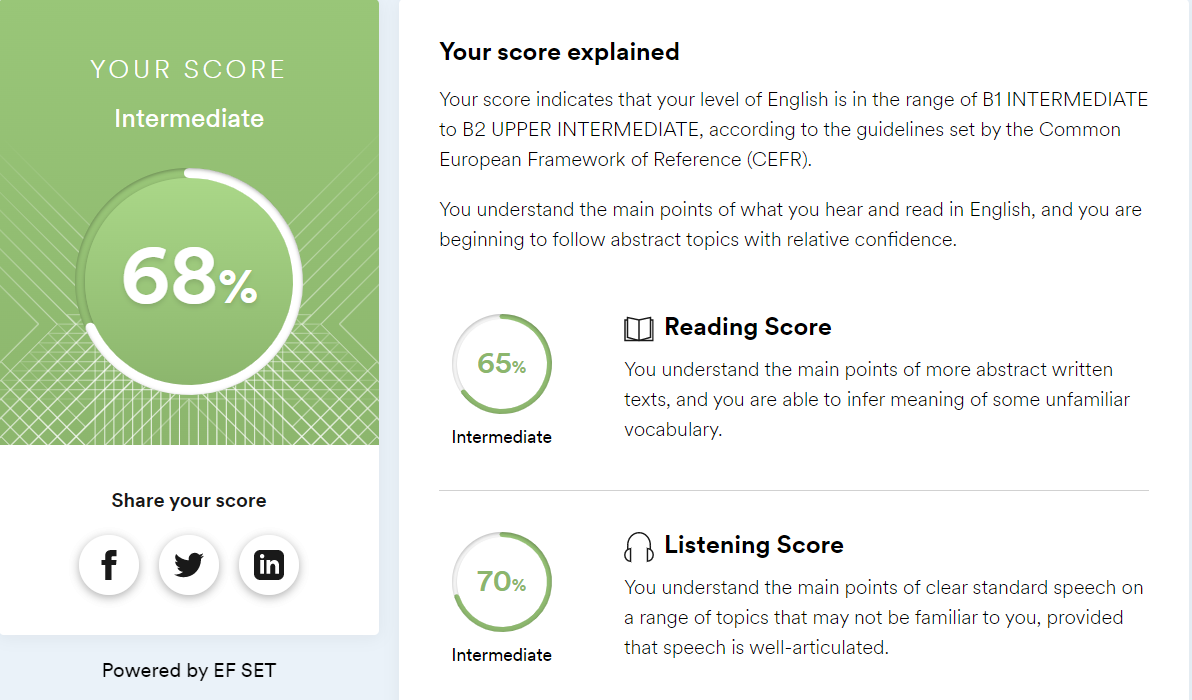 YOUR SCORE
Intermediate
68%
Share your score
f
in
Powered by EF SET
Your score explained
Your score indicates that your level of English is in the range of B1 INTERMEDIATE
to B2 UPPER INTERMEDIATE, according to the guidelines set by the Common
European Framework of Reference (CEFR).
You understand the main points of what you hear and read in English, and you are
beginning to follow abstract topics with relative confidence.
65%
Intermediate
Reading Score
You understand the main points of more abstract written
texts, and you are able to infer meaning of some unfamiliar
vocabulary.
70%
Intermediate
Listening Score
You understand the main points of clear standard speech on
a range of topics that may not be familiar to you, provided
that speech is well-articulated.